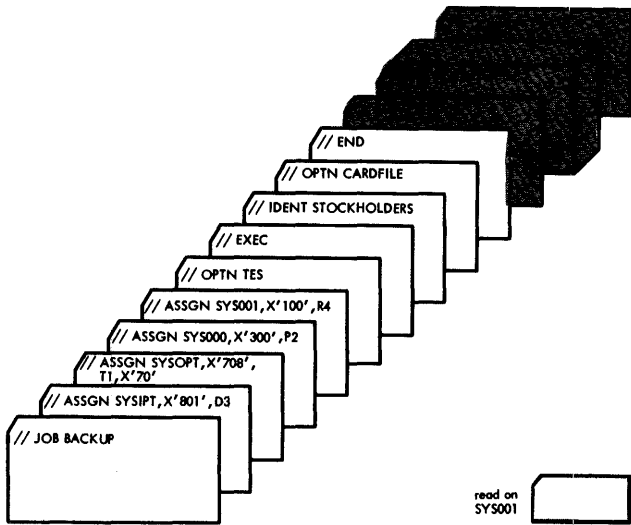 // END
// OPTN CARDFILE
// IDENT STOCKHOLDERS
// EXEC
// OPTN TES
// ASSGN SYS001,X'100',R4
// ASSGN SYS000,X'300',P2
// ASSGN SYSOPT,X'708',
T1,X'70'
// ASSGN SYSIPT,X'801',D3
// JOB BACKUP
read on
SYS001